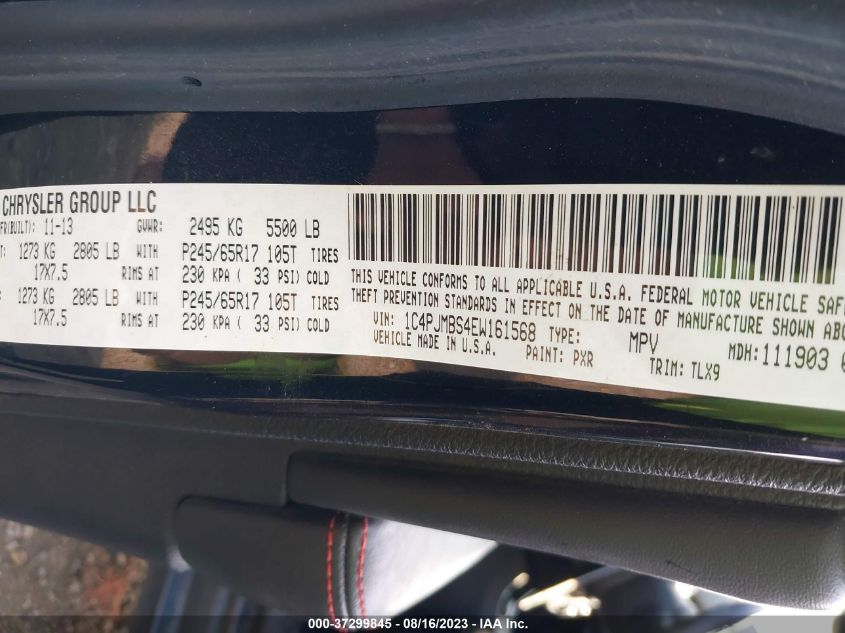 CHRYSLER GROUP LLC
FR(BUILT): 11-13 GVWR: 2495 KG 5500 LB
T: 1273 KG 2805 LB WITH P245/65R17 105T TIRES
17X7.5 RIMS AT 230 KPA ( 33 PSI) COLD
: 1273 KG 2805 LB WITH P245/65R17 105T TIRES
17X7.5 RIMS AT 230 KPA ( 33 PSI) COLD
THIS VEHICLE CONFORMS TO ALL APPLICABLE U.S.A. FEDERAL MOTOR VEHICLE SAF
THEFT PREVENTION STANDARDS IN EFFECT ON THE DATE OF MANUFACTURE SHOWN ABO
VIN: 1C4PJMBS4EW161568 TYPE: MPV MDH:111903
VEHICLE MADE IN U.S.A. PAINT: PXR TRIM: TLX9
000-37299845 - 08/16/2023 - IAA Inc.